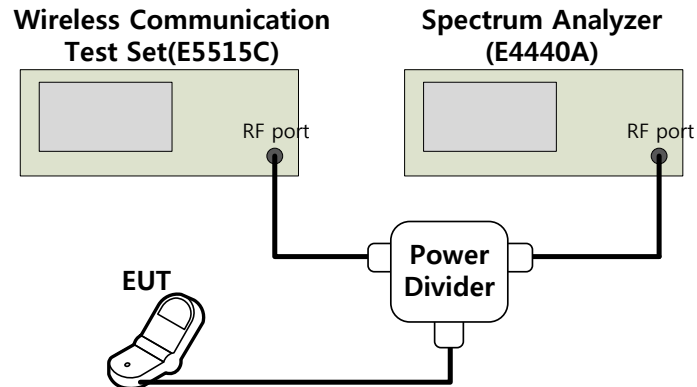 Wireless Communication
Test Set(E5515C)
Spectrum Analyzer
(E4440A)
RF port
RF port
Power
Divider
EUT